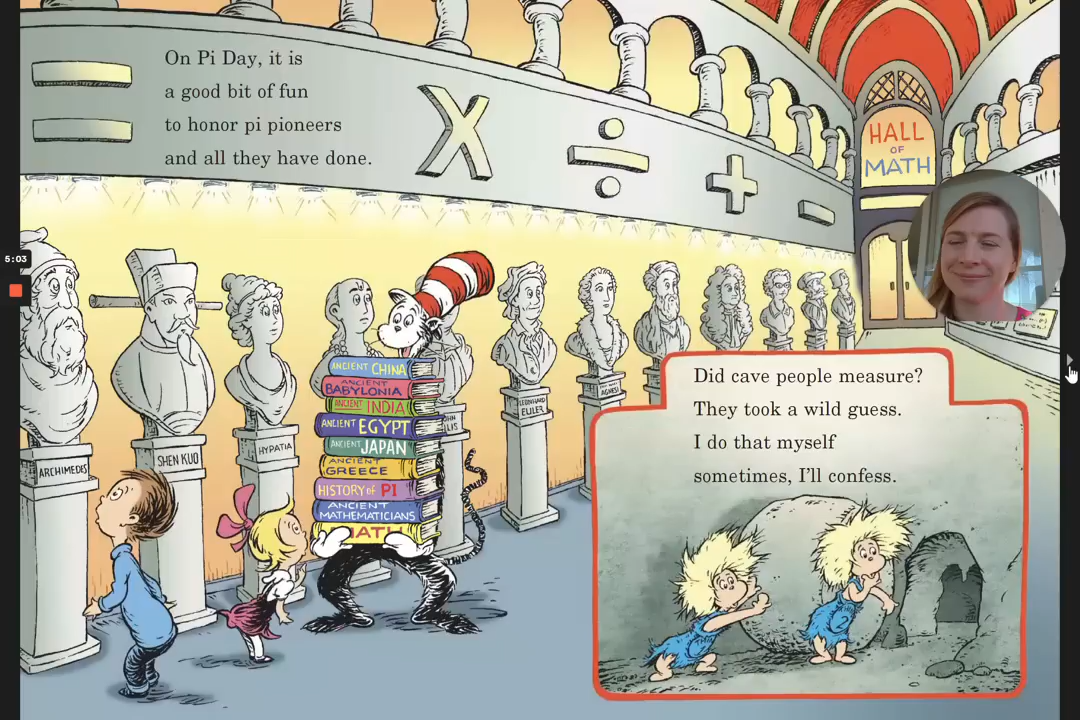 On Pi Day, it is
a good bit of fun
to honor pi pioneers
and all they have done.
=
X
÷
+
-
HALL
OF
MATH
5:03
ANCIENT CHINA
ANCIENT
BABYLONIA
ANCIENT INDIA
ANCIENT EGYPT
ANCIENT JAPAN
ANCIENT
GREECE
HISTORY of PI
ANCIENT
MATHEMATICIANS
MATH
ARCHIMEDES
SHEN KUO
HYPATIA
LEONHARD
EULER
AGNESI
Did cave people measure?
They took a wild guess.
I do that myself
sometimes, I'll confess.